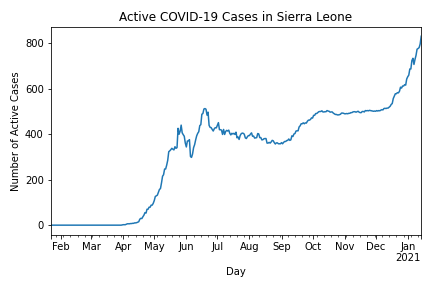 Active COVID-19 Cases in Sierra Leone
Number of Active Cases
800
600
400
200
0
Feb Mar Apr May Jun Jul Aug Sep Oct Nov Dec Jan
2021
Day